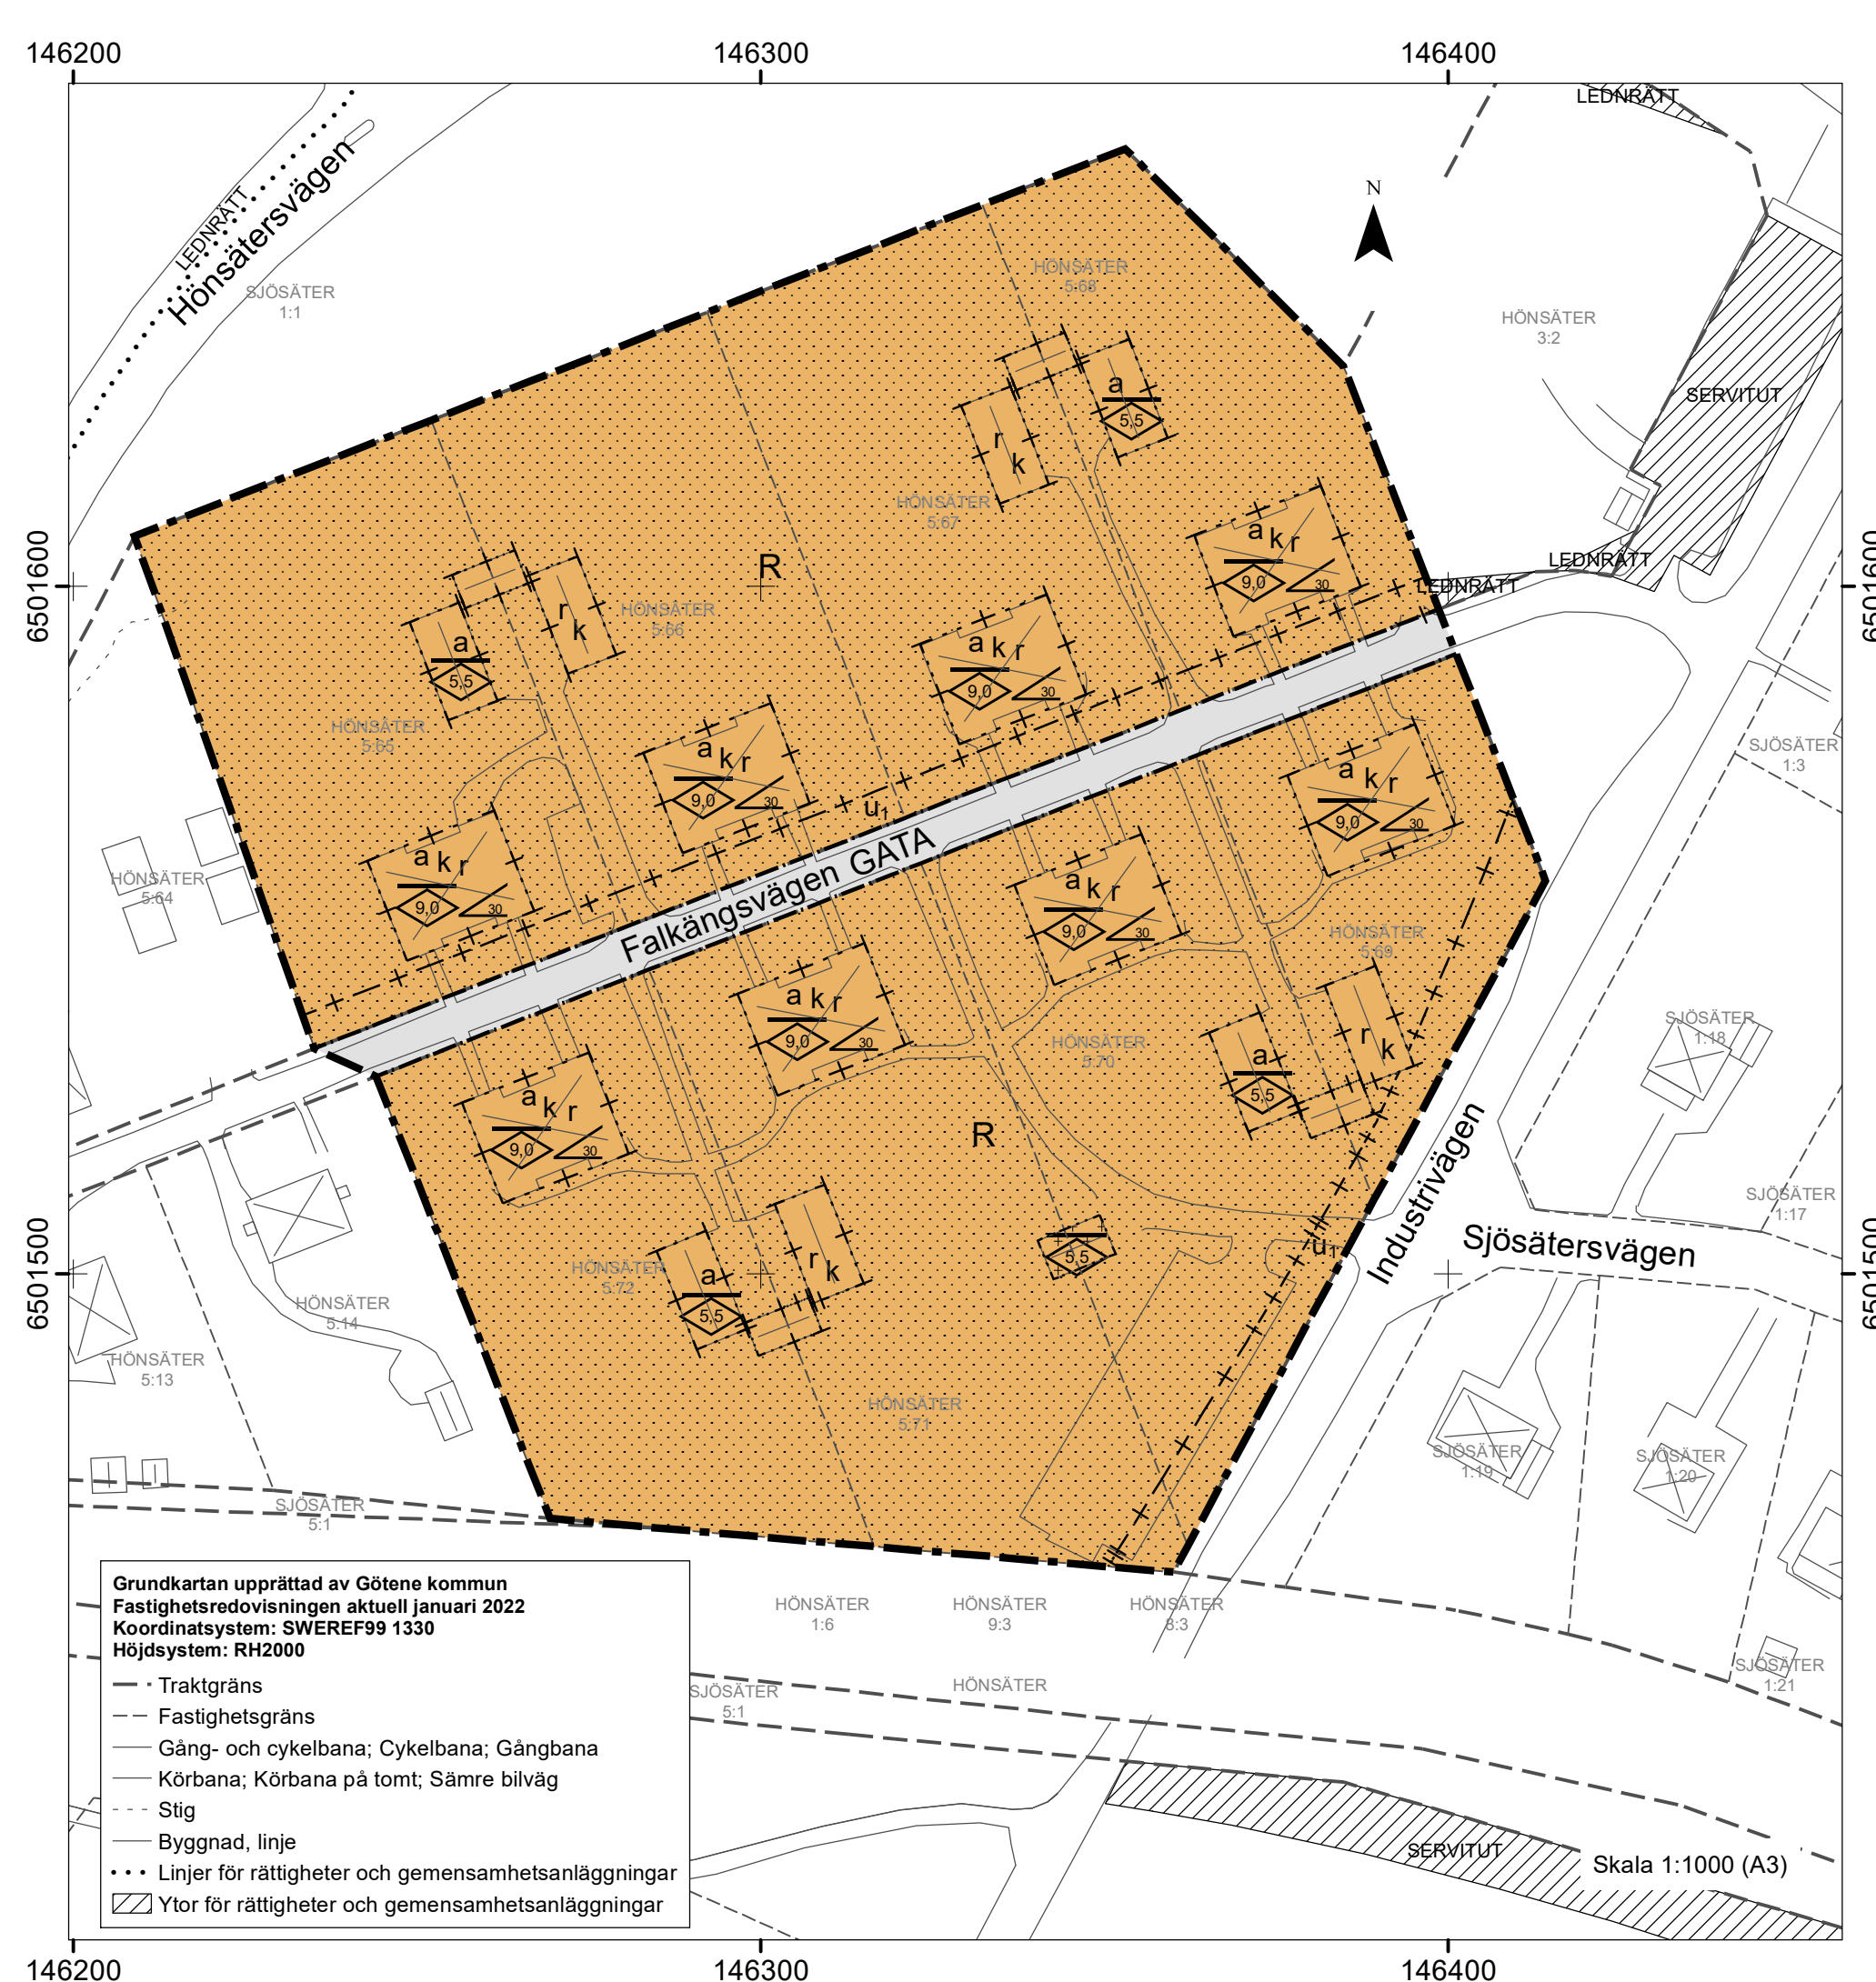 146200
146300
146400
LEDNRÄTT
N
LEDNRÄTT
Hönsätersvägen
SJÖSÄTER
1:1
HÖNSÄTER
5:68
HÖNSÄTER
3:2
SERVITUT
a
5,5
r
k
HÖNSÄTER
5:67
a k r
9,0
30
LEDNRÄTT
LEDNRÄTT
6501600
6501600
R
r
k
HÖNSÄTER
5:66
a
5,5
a k r
9,0
30
HÖNSÄTER
5:65
a k r
9,0
30
u1
SJÖSÄTER
1:3
a k r
9,0
30
HÖNSÄTER
5:64
a k r
9,0
30
Falkängsvägen GATA
a k r
9,0
30
HÖNSÄTER
5:69
a k r
9,0
30
HÖNSÄTER
5:70
r
k
a
5,5
SJÖSÄTER
1:18
a k r
9,0
30
R
Industrivägen
SJÖSÄTER
1:17
Sjösätersvägen
u1
5,5
6501500
6501500
HÖNSÄTER
5:72
a
5,5
r
k
HÖNSÄTER
5:14
HÖNSÄTER
5:13
HÖNSÄTER
5:71
SJÖSÄTER
1:19
SJÖSÄTER
1:20
SJÖSÄTER
5:1
HÖNSÄTER
1:6
HÖNSÄTER
9:3
HÖNSÄTER
8:3
SJÖSÄTER
1:21
HÖNSÄTER
SJÖSÄTER
5:1
SERVITUT
Skala 1:1000 (A3)
Grundkartan upprättad av Götene kommun
Fastighetsredovisningen aktuell januari 2022
Koordinatsystem: SWEREF99 1330
Höjdsystem: RH2000
Traktgräns
Fastighetsgräns
Gång- och cykelbana; Cykelbana; Gångbana
Körbana; Körbana på tomt; Sämre bilväg
Stig
Byggnad, linje
Linjer för rättigheter och gemensamhetsanläggningar
Ytor för rättigheter och gemensamhetsanläggningar
146200
146300
146400